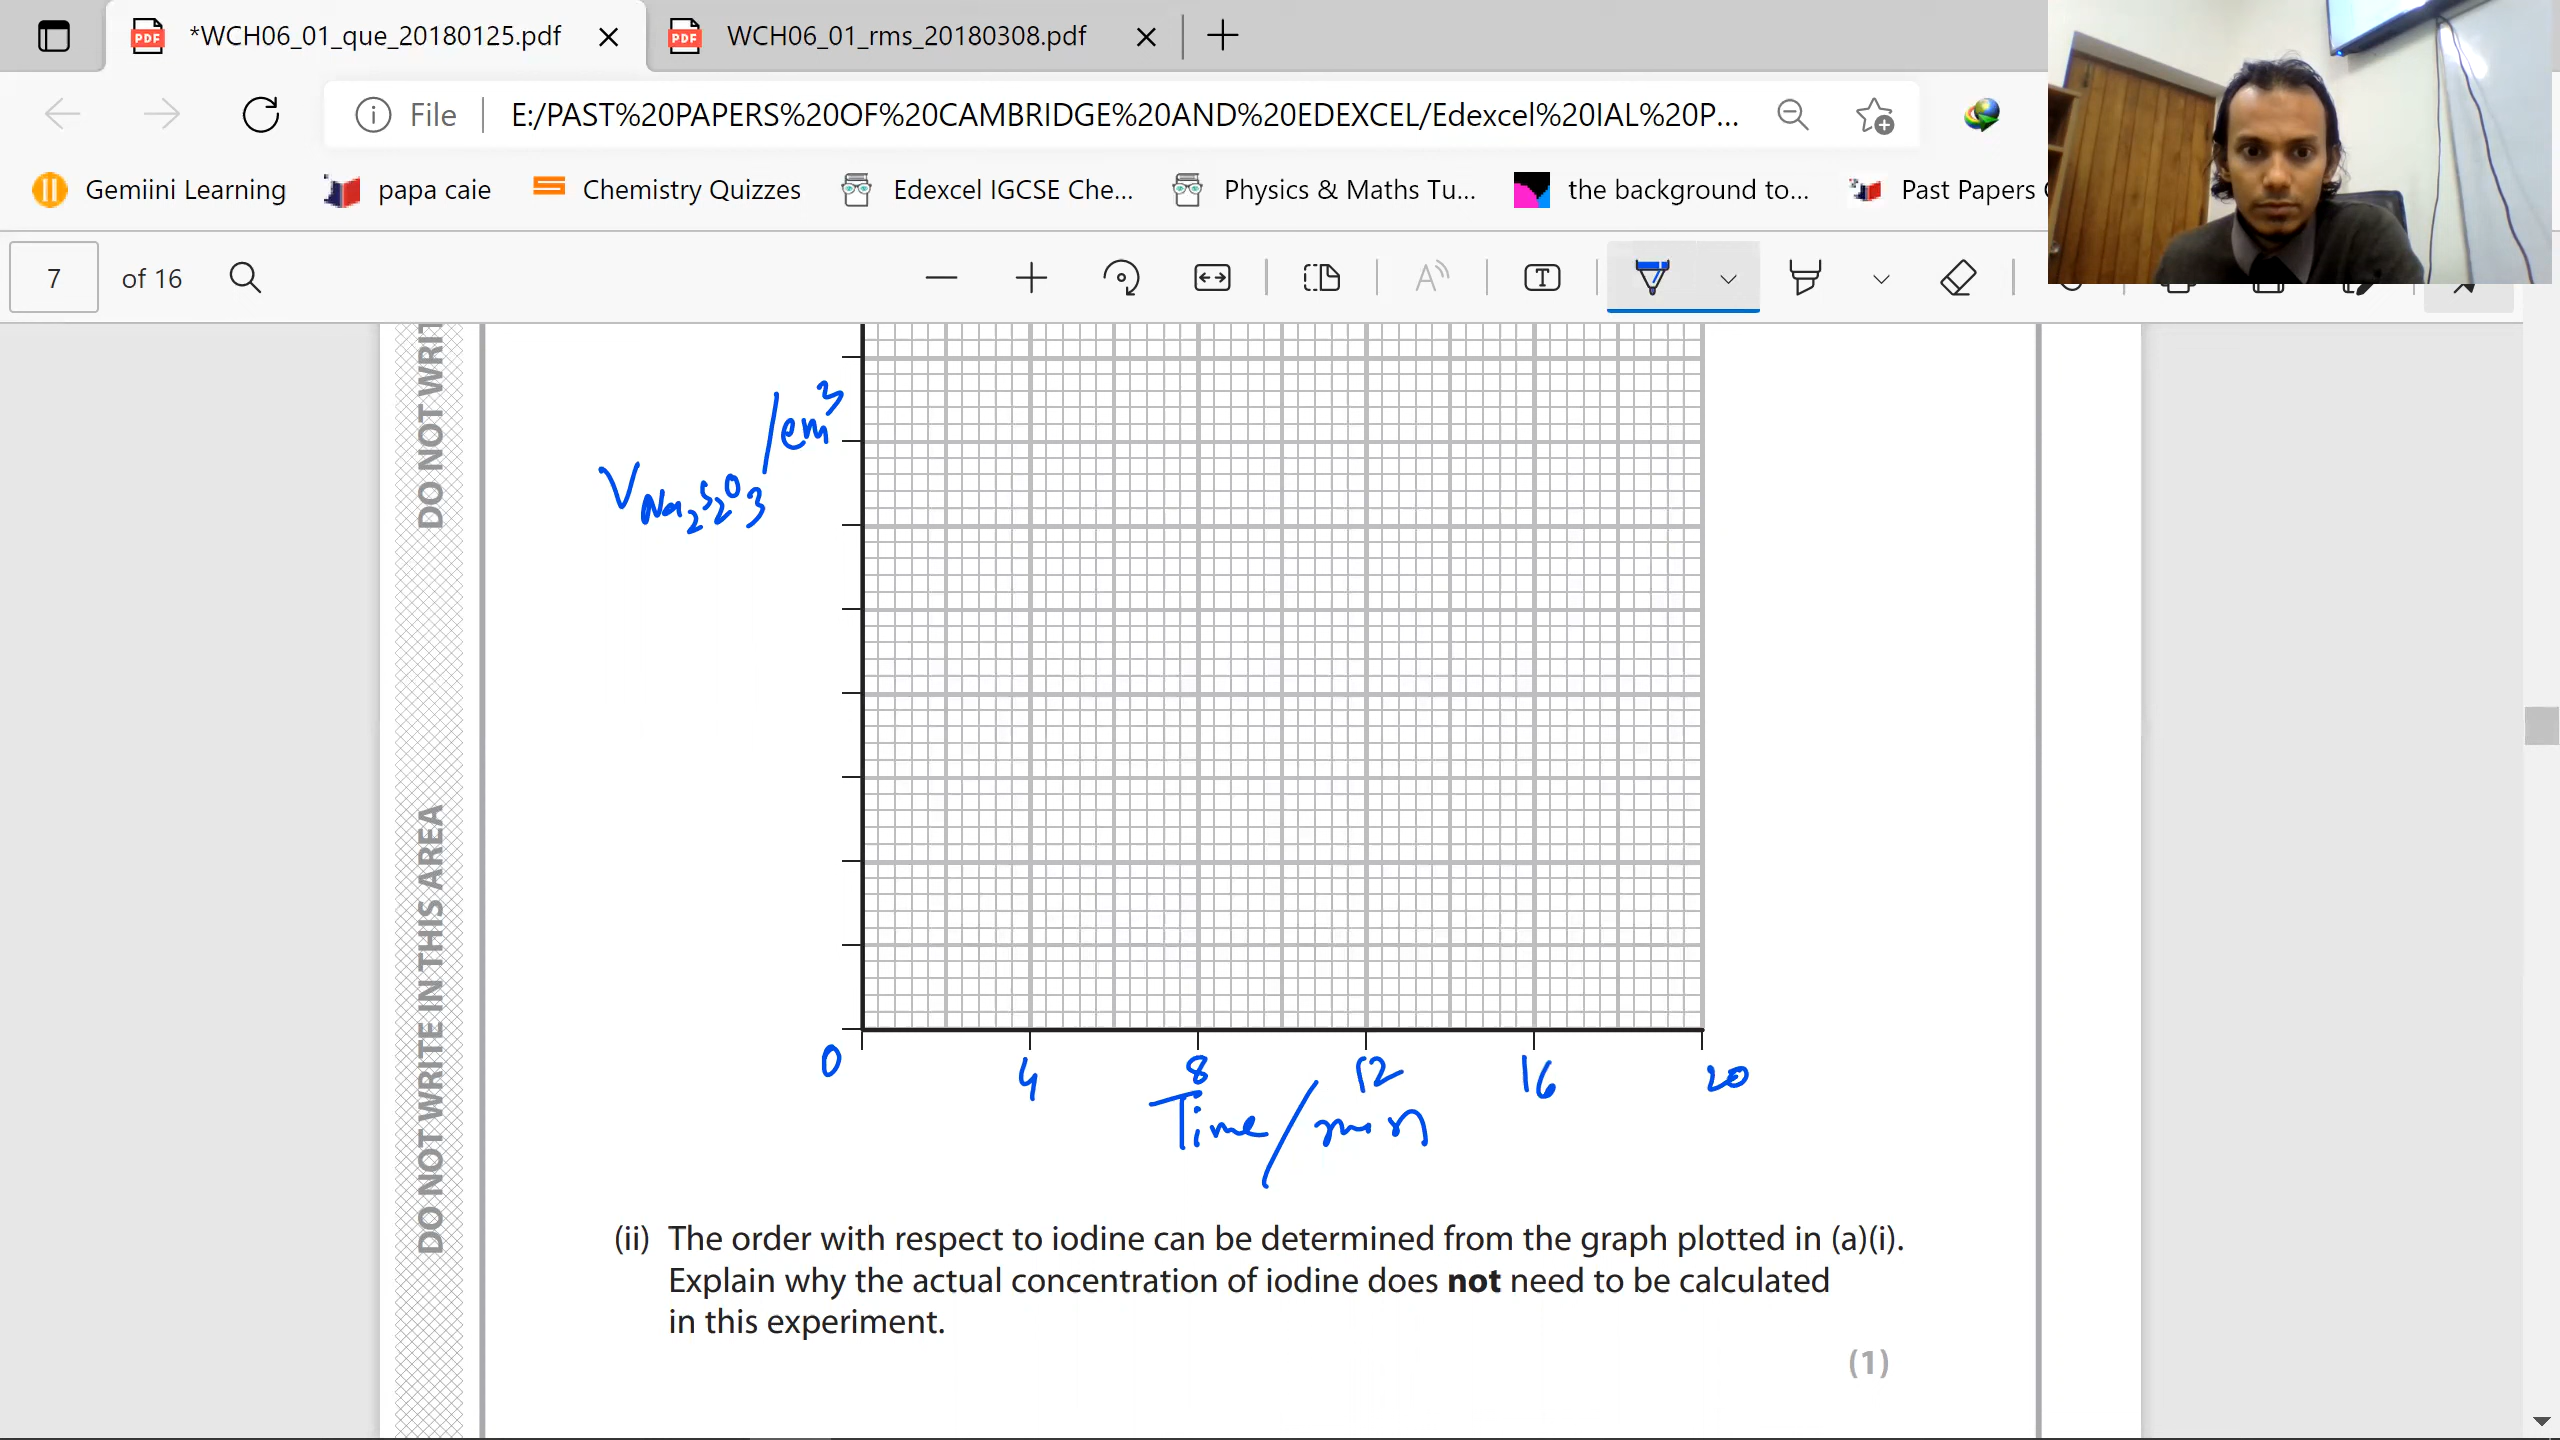 *WCH06_01_que_20180125.pdf
WCH06_01_rms_20180308.pdf
File E:/PAST%20PAPERS%20OF%20CAMBRIDGE%20AND%20EDEXCEL/Edexcel%20IAL%20P...
Gemiini Learning papa caie Chemistry Quizzes Edexcel IGCSE Che... Physics & Maths Tu... the background to... Past Papers
7 of 16
DO NOT WRIT
DO NOT WRITE IN THIS AREA
V Na2S2O3 /cm3
0 4 8 12 16 20
Time/min
(ii) The order with respect to iodine can be determined from the graph plotted in (a)(i).
Explain why the actual concentration of iodine does not need to be calculated
in this experiment.
(1)